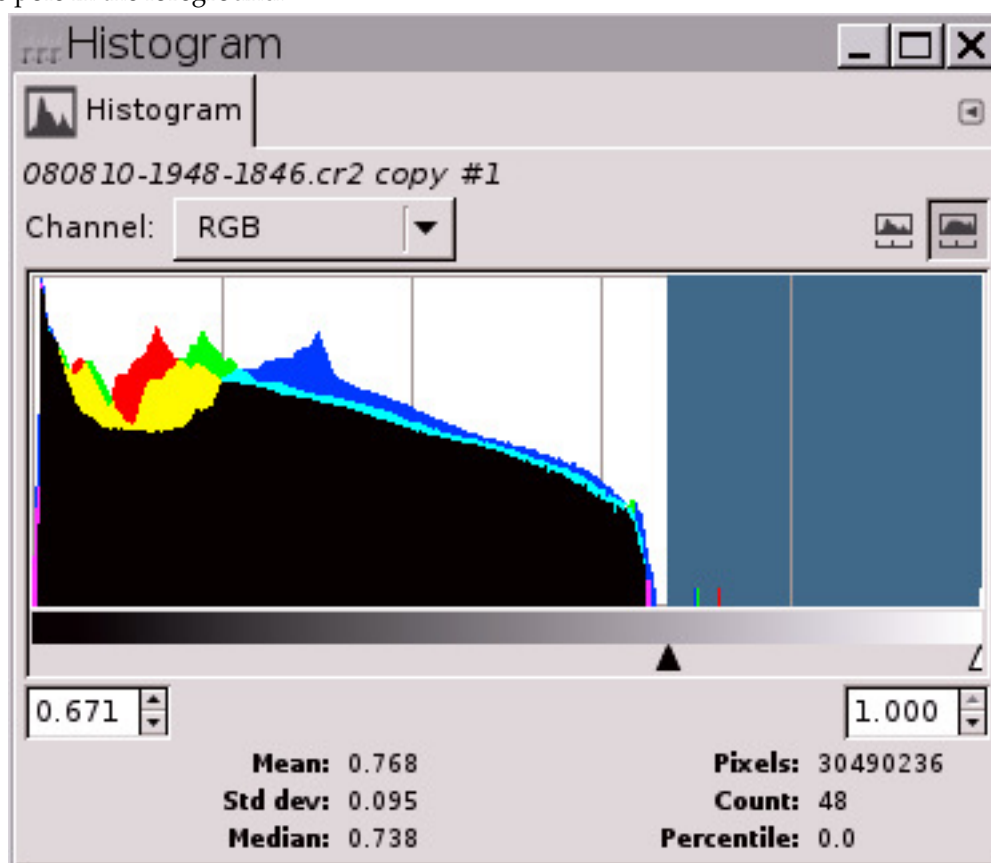 Histogram
Histogram
080810-1948-1846.cr2 copy #1
Channel: RGB
0.671 1.000
Mean: 0.768 Pixels: 30490236
Std dev: 0.095 Count: 48
Median: 0.738 Percentile: 0.0